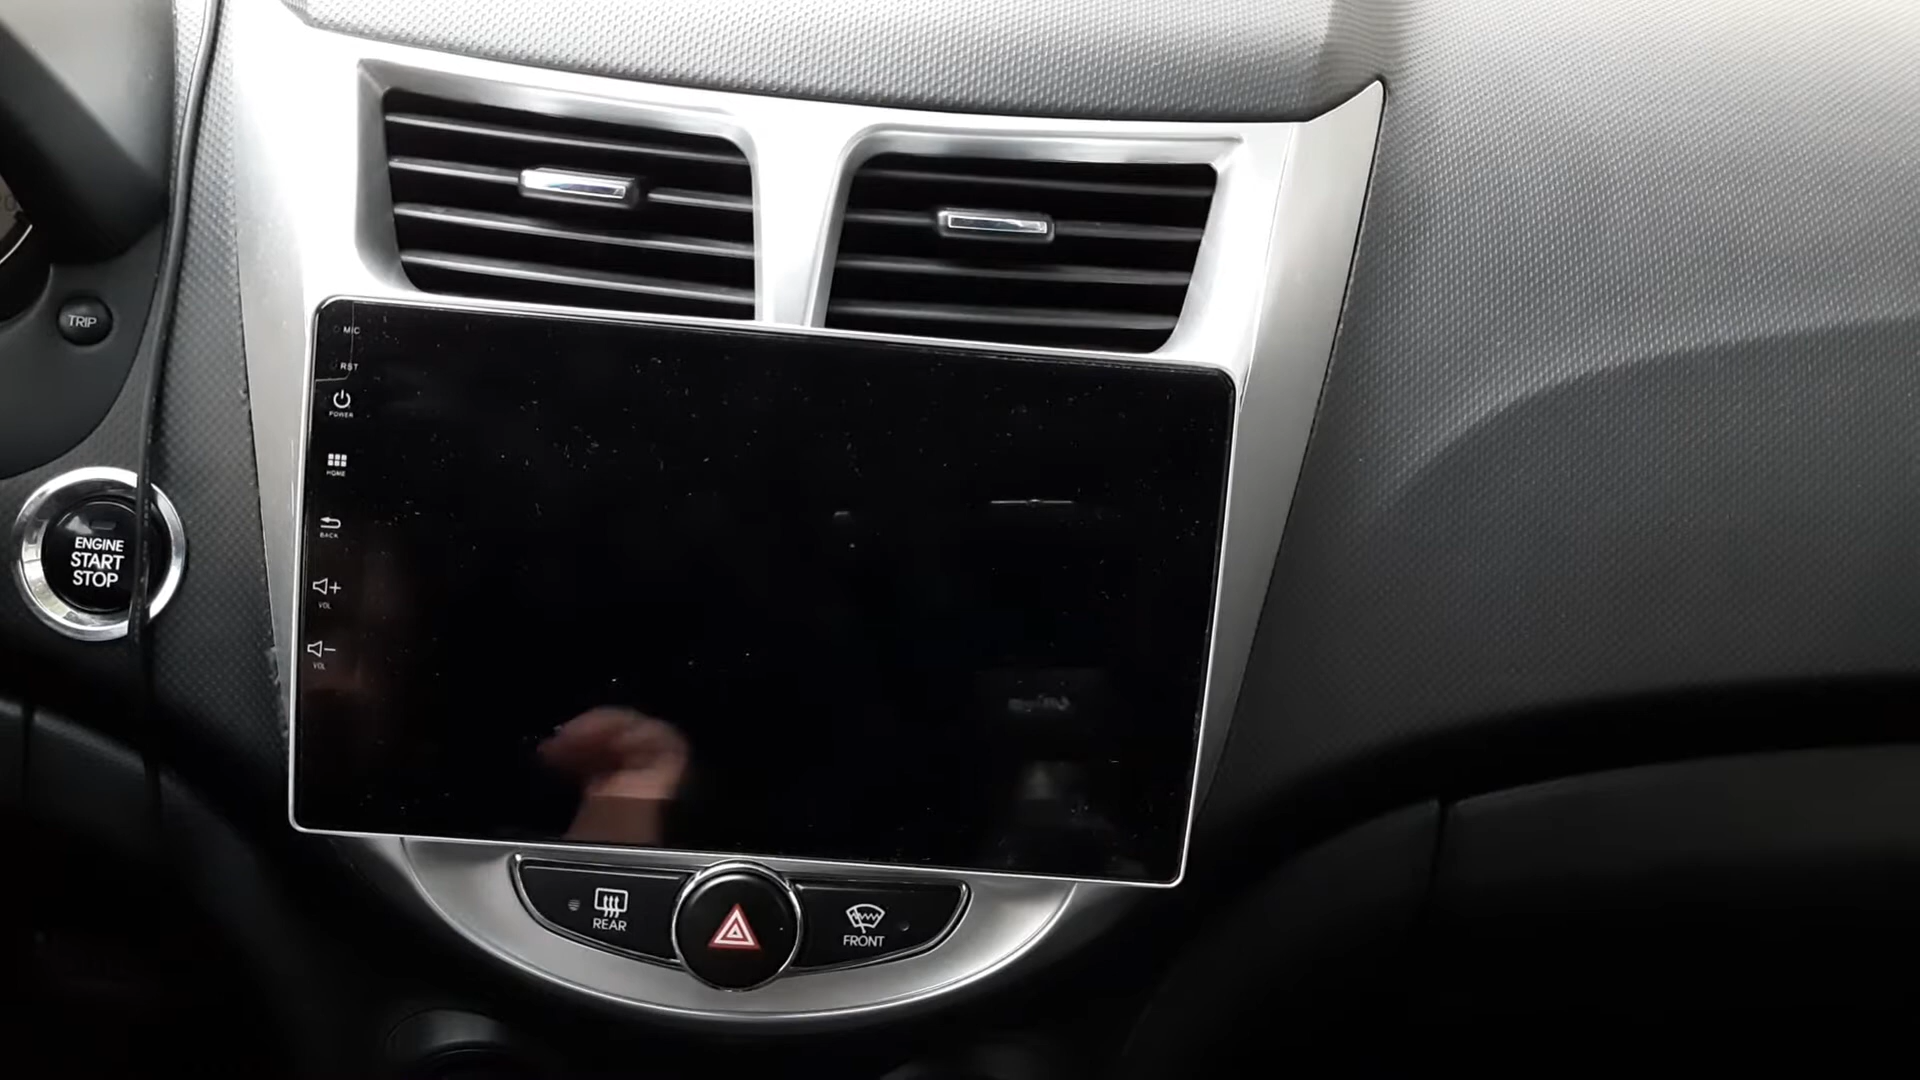 TRIP
ENGINE
START
STOP
MIC
RST
POWER
HOME
BACK
VOL
VOL
REAR
FRONT